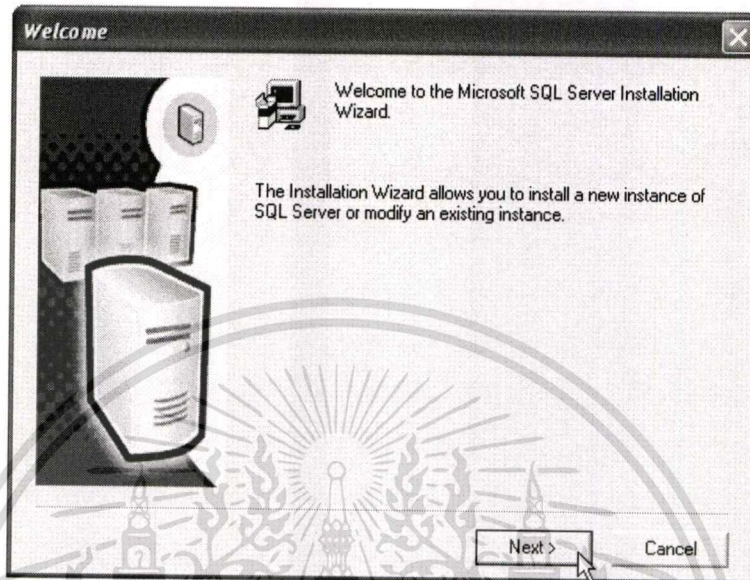 Welcome
Welcome to the Microsoft SQL Server Installation
Wizard.
The Installation Wizard allows you to install a new instance of
SQL Server or modify an existing instance.
Next >
Cancel